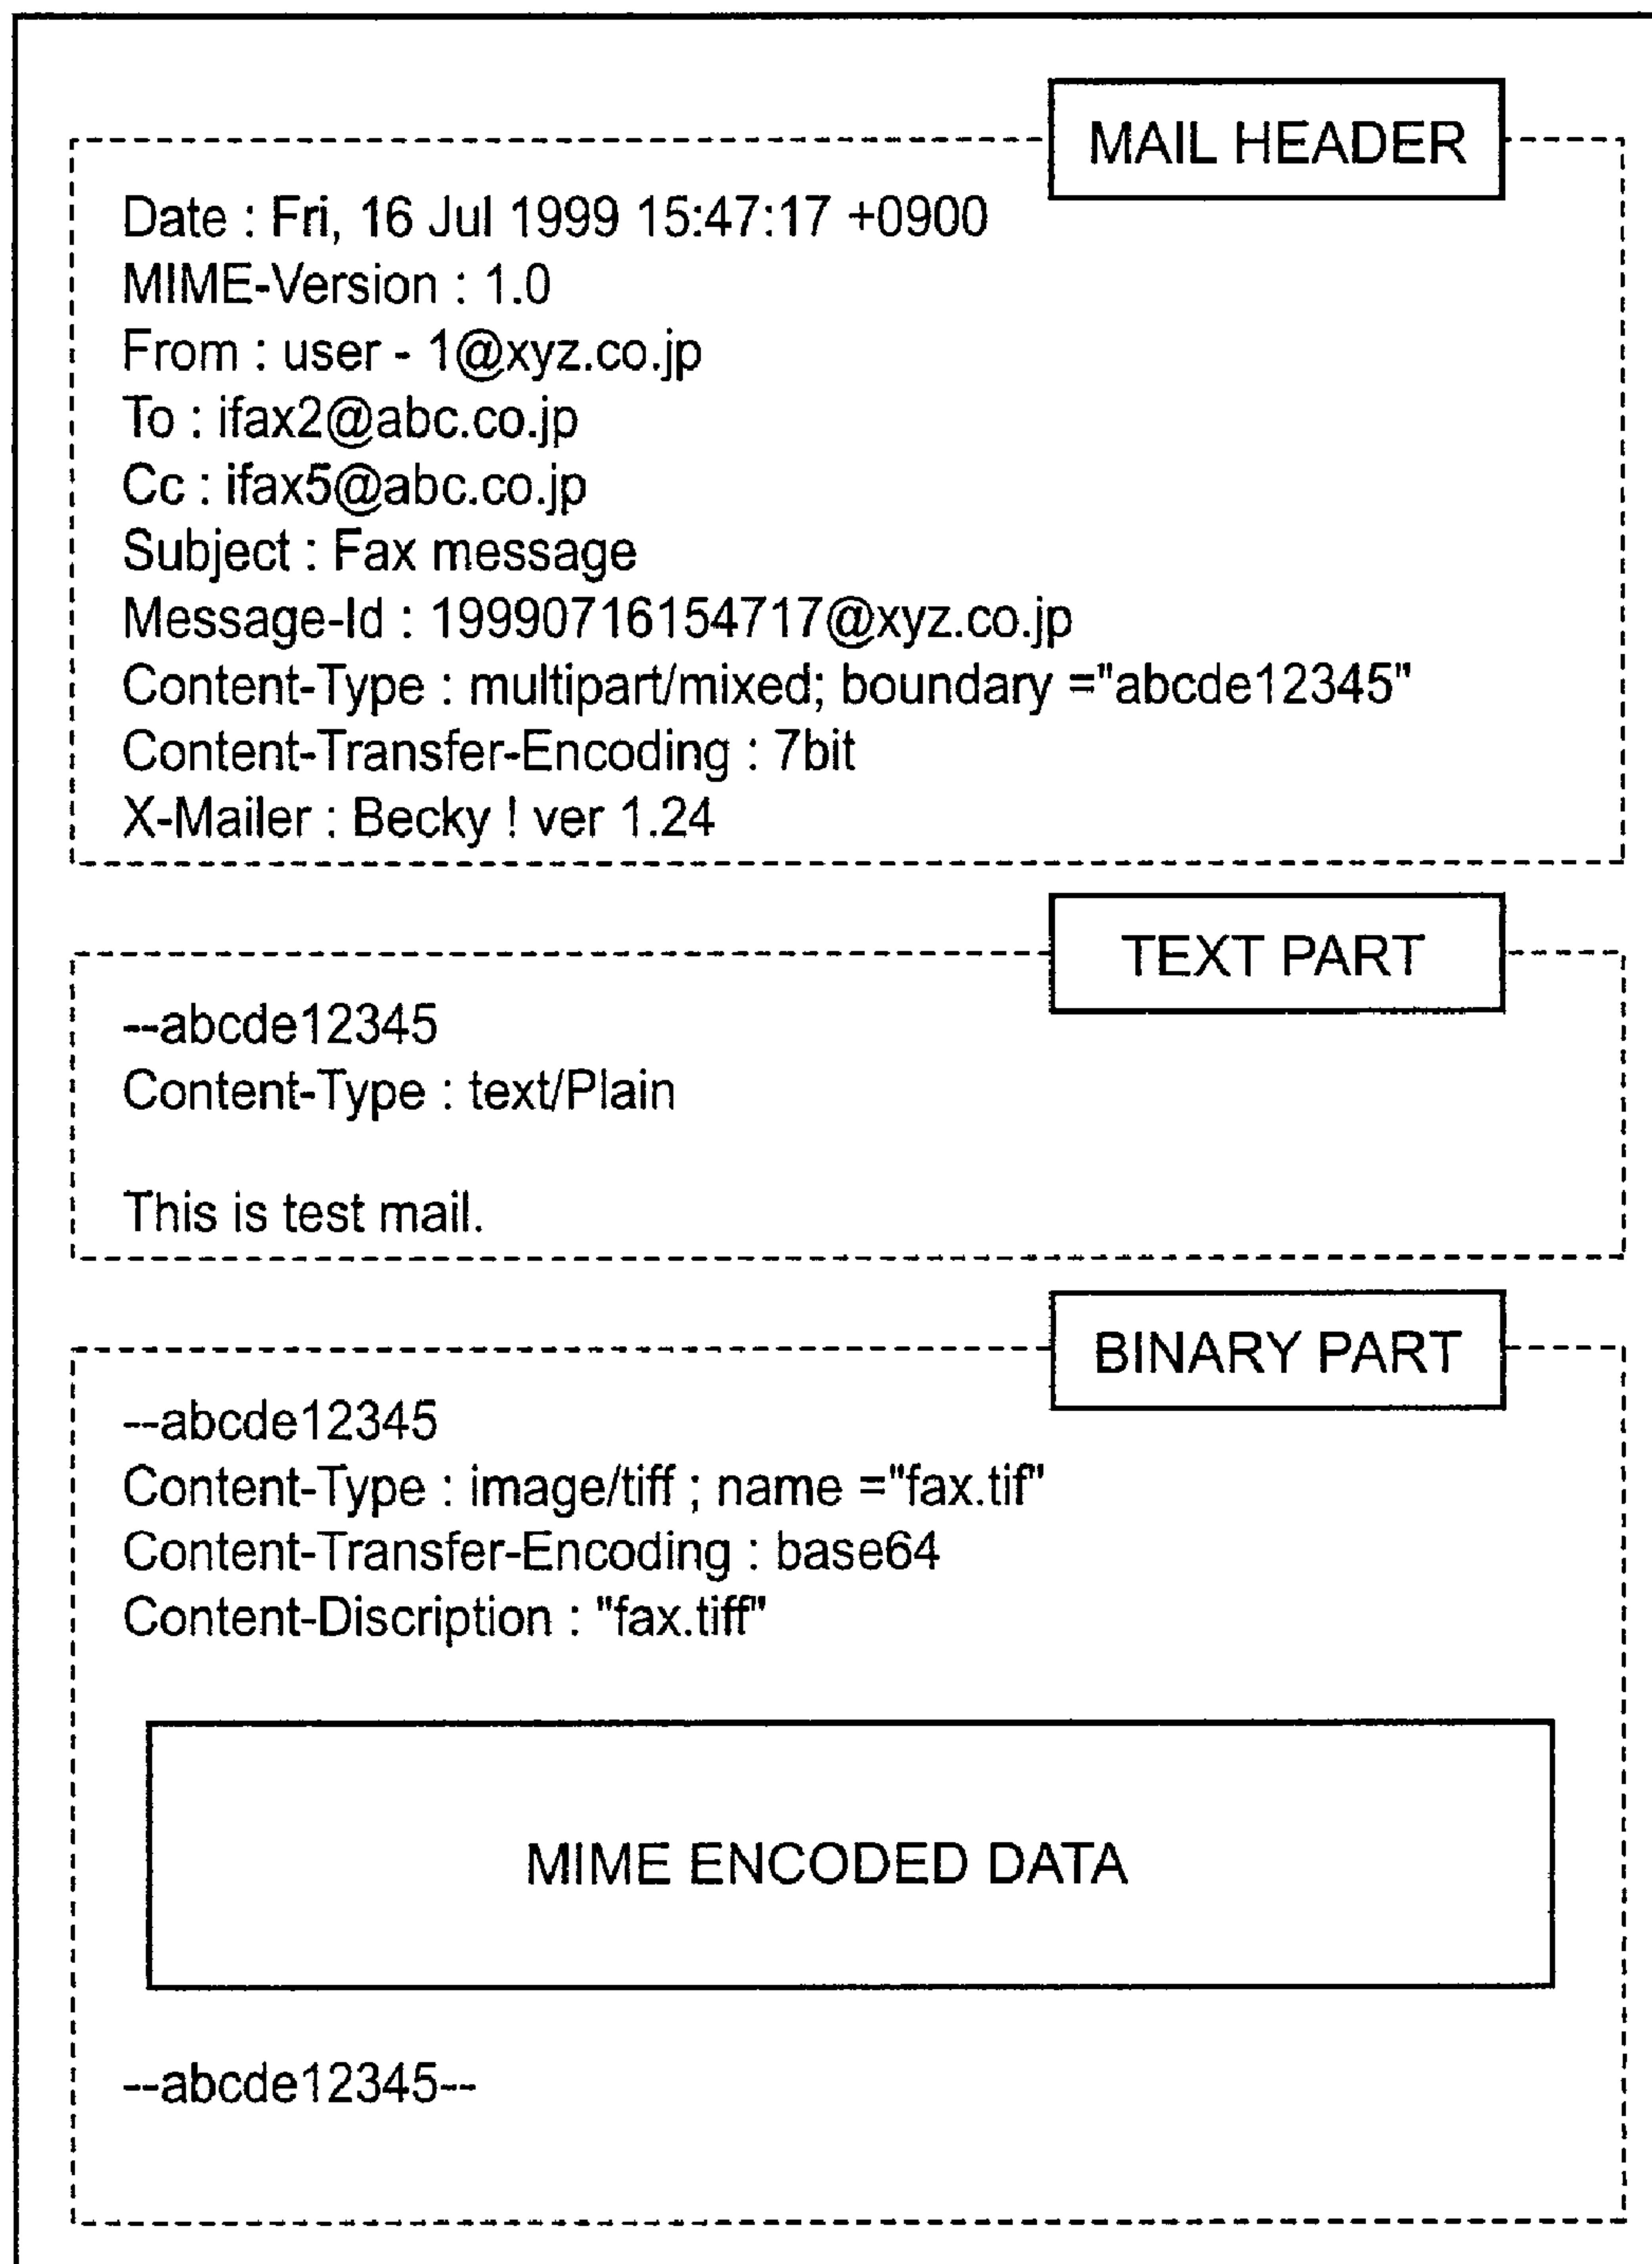 MAIL HEADER
Date : Fri, 16 Jul 1999 15:47:17 +0900
MIME-Version : 1.0
From : user - 1@xyz.co.jp
To : ifax2@abc.co.jp
Cc : ifax5@abc.co.jp
Subject : Fax message
Message-Id : 19990716154717@xyz.co.jp
Content-Type : multipart/mixed; boundary ="abcde12345"
Content-Transfer-Encoding : 7bit
X-Mailer : Becky ! ver 1.24
TEXT PART
--abcde12345
Content-Type : text/Plain
This is test mail.
BINARY PART
--abcde12345
Content-Type : image/tiff ; name ="fax.tif"
Content-Transfer-Encoding : base64
Content-Discription : "fax.tiff"
MIME ENCODED DATA
--abcde12345--